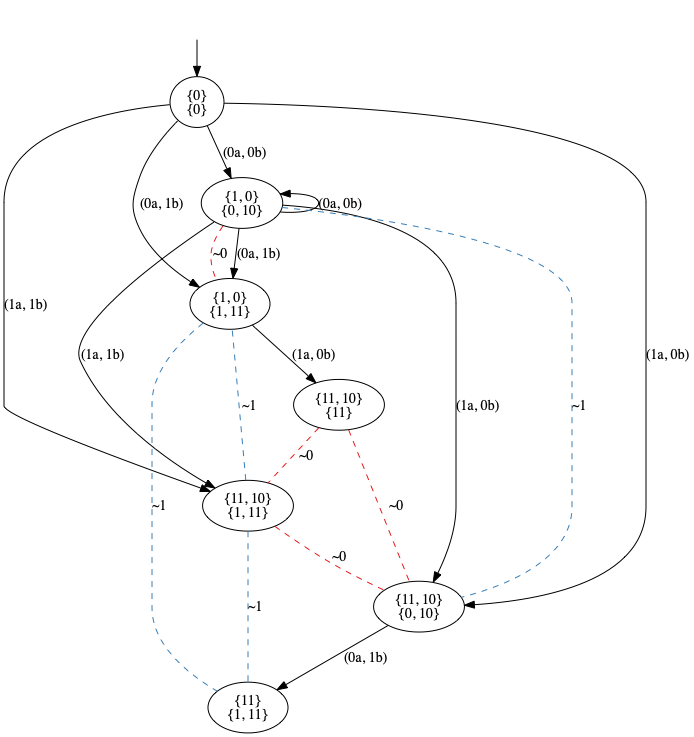 {0}
{0}
(0a, 0b)
{1, 0}
{0, 10}
(0a, 1b)
(0a, 0b)
~0
(0a, 1b)
{1, 0}
{1, 11}
(1a, 1b)
(1a, 1b)
(1a, 0b)
(1a, 0b)
{11, 10}
{11}
~1
(1a, 0b)
~1
~0
{11, 10}
{1, 11}
~1
~0
~0
{11, 10}
{0, 10}
~1
(0a, 1b)
{11}
{1, 11}